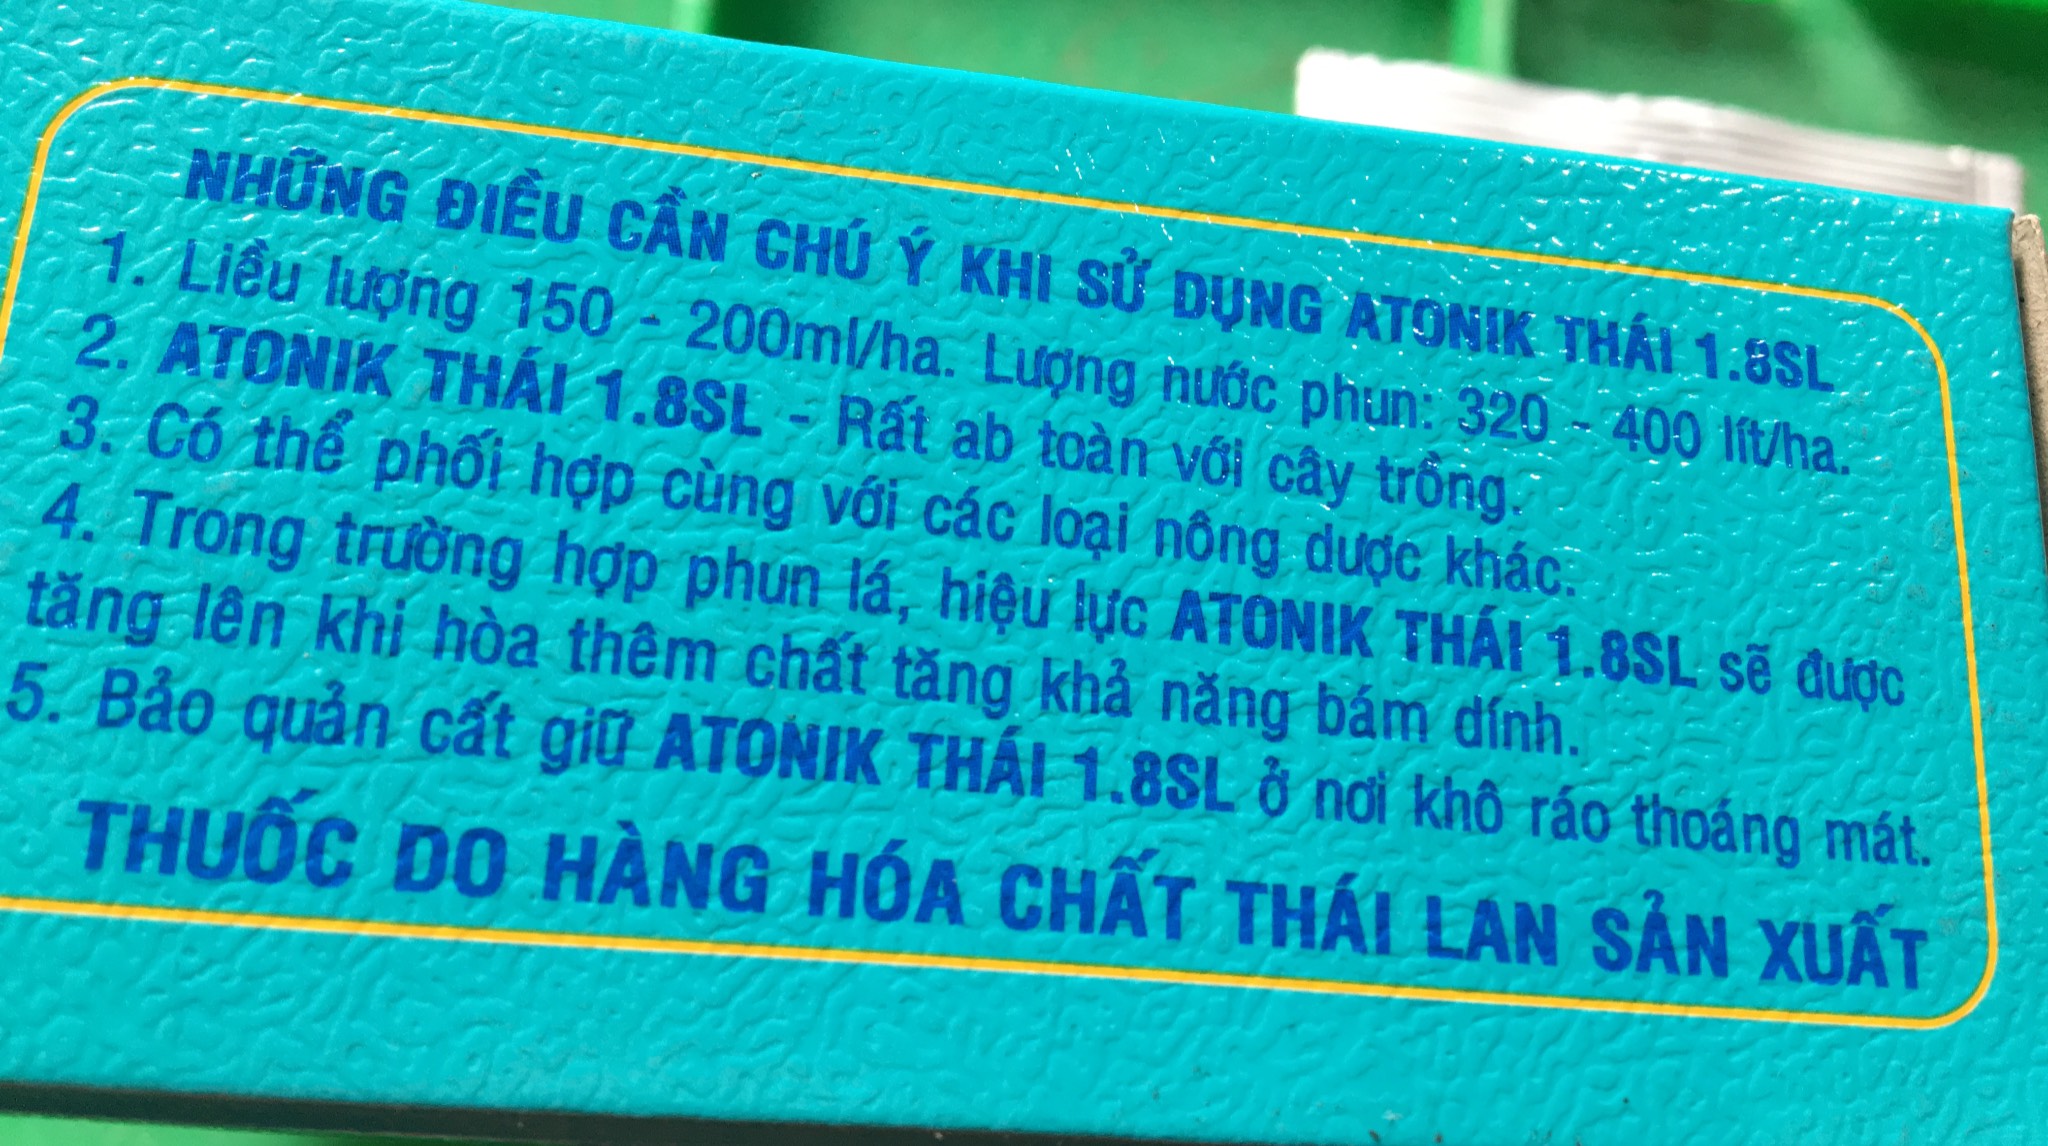 NHỮNG ĐIỀU CẦN CHÚ Ý KHI SỬ DỤNG ATONIK THÁI 1.8SL
1. Liều lượng 150 - 200ml/ha. Lượng nước phun: 320 - 400 lít/ha.
2. ATONIK THÁI 1.8SL - Rất ab toàn với cây trồng.
3. Có thể phối hợp cùng với các loại nông dược khác.
4. Trong trường hợp phun lá, hiệu lực ATONIK THÁI 1.8SL sẽ được
tăng lên khi hòa thêm chất tăng khả năng bám dính.
5. Bảo quản cất giữ ATONIK THÁI 1.8SL ở nơi khô ráo thoáng mát.
THUỐC DO HÀNG HÓA CHẤT THÁI LAN SẢN XUẤT